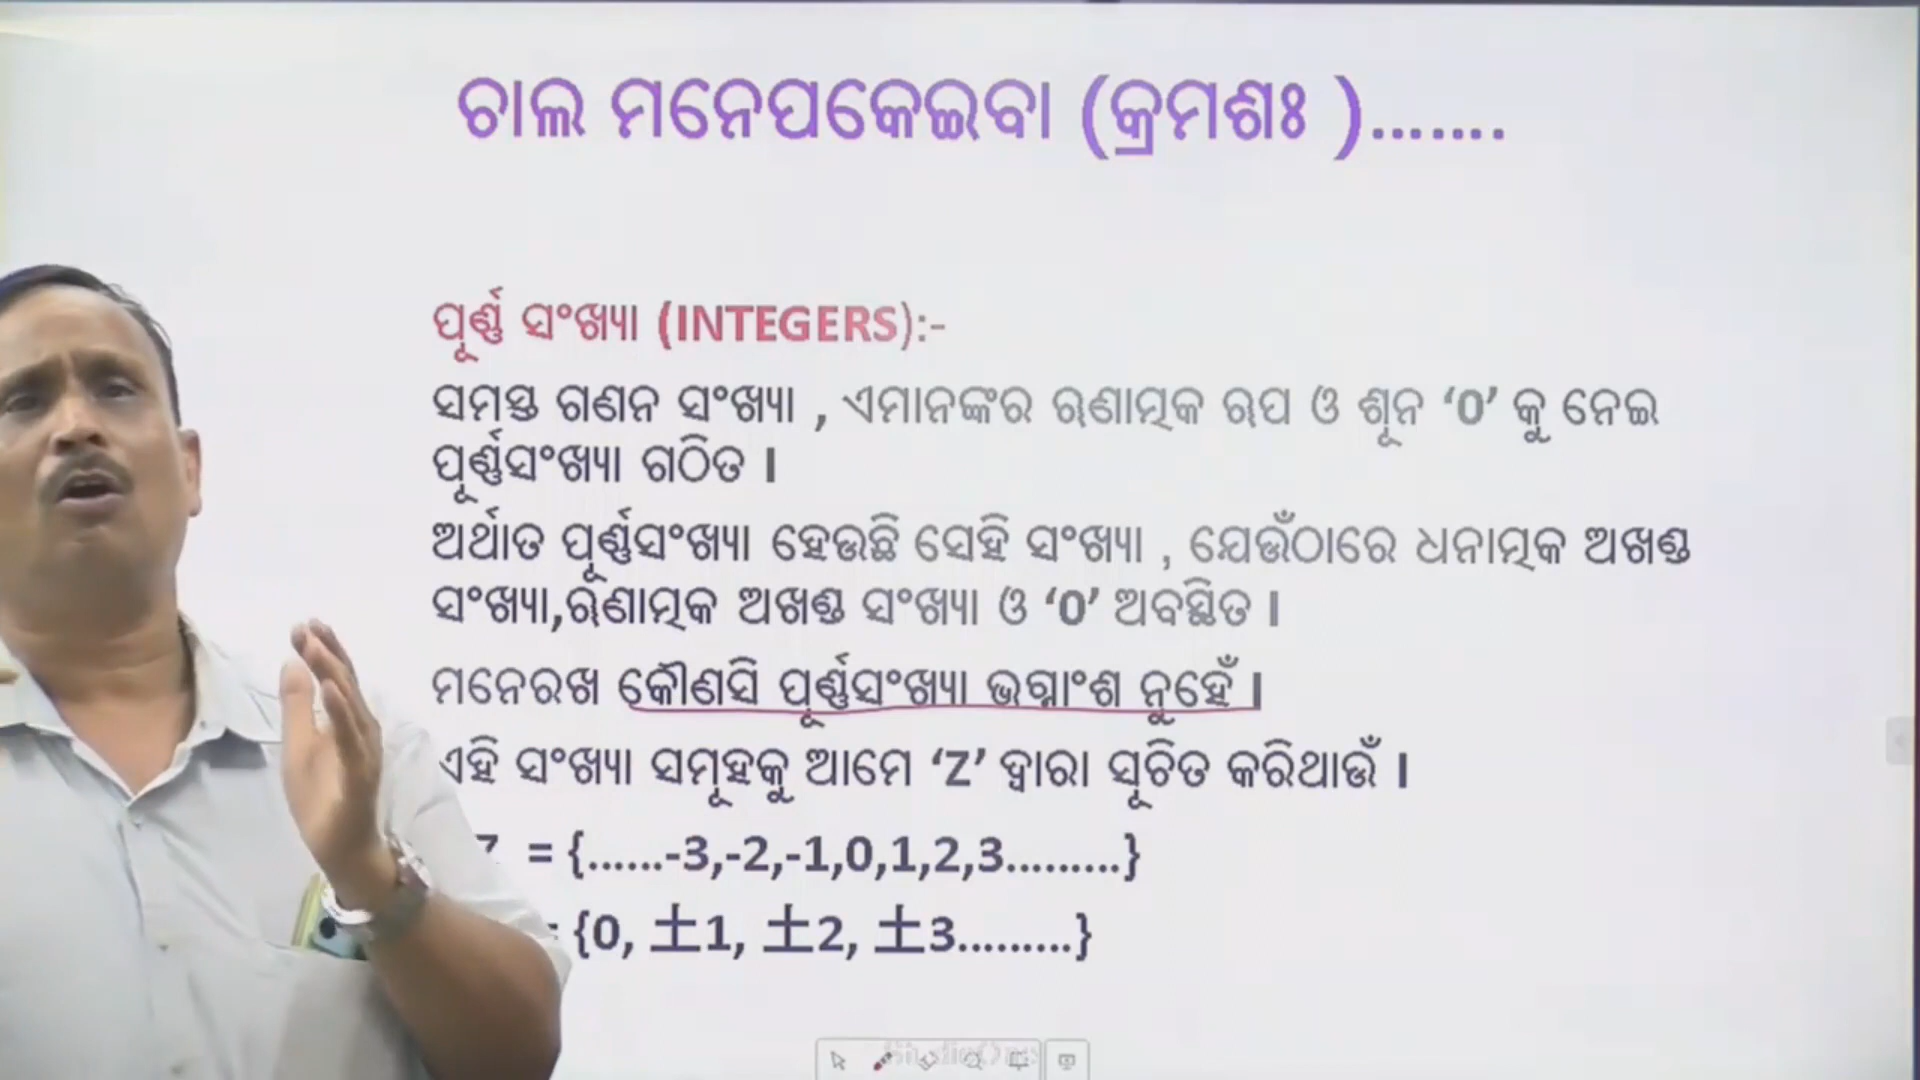 ଚାଲ ମନେପକେଇବା (କ୍ରମଶଃ ).......
ପୂର୍ଣ୍ଣ ସଂଖ୍ୟା (INTEGERS):-
ସମସ୍ତ ଗଣନ ସଂଖ୍ୟା , ଏମାନଙ୍କର ଋଣାତ୍ମକ ରୂପ ଓ ଶୂନ ‘0’ କୁ ନେଇ
ପୂର୍ଣ୍ଣସଂଖ୍ୟା ଗଠିତ ।
ଅର୍ଥାତ ପୂର୍ଣ୍ଣସଂଖ୍ୟା ହେଉଛି ସେହି ସଂଖ୍ୟା , ଯେଉଁଠାରେ ଧନାତ୍ମକ ଅଖଣ୍ଡ
ସଂଖ୍ୟା,ଋଣାତ୍ମକ ଅଖଣ୍ଡ ସଂଖ୍ୟା ଓ ‘0’ ଅବସ୍ଥିତ ।
ମନେରଖ କୌଣସି ପୂର୍ଣ୍ଣସଂଖ୍ୟା ଭଗ୍ନାଂଶ ନୁହେଁ ।
ଏହି ସଂଖ୍ୟା ସମୂହକୁ ଆମେ ‘Z’ ଦ୍ୱାରା ସୂଚିତ କରିଥାଉଁ ।
Z = {......-3,-2,-1,0,1,2,3.........}
= {0, ±1, ±2, ±3.........}